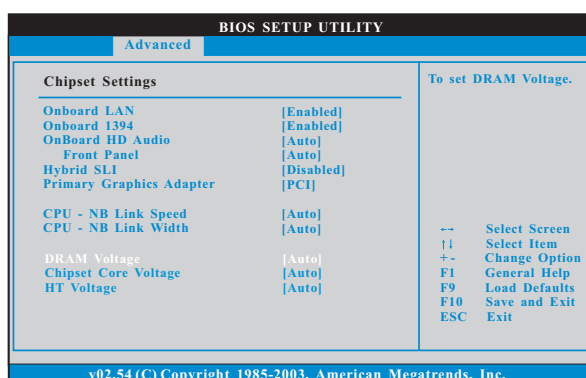 BIOS SETUP UTILITY
Advanced
Chipset Settings
Onboard LAN [Enabled]
Onboard 1394 [Enabled]
OnBoard HD Audio [Auto]
Front Panel [Auto]
Hybrid SLI [Disabled]
Primary Graphics Adapter [PCI]
CPU - NB Link Speed [Auto]
CPU - NB Link Width [Auto]
DRAM Voltage [Auto]
Chipset Core Voltage [Auto]
HT Voltage [Auto]
To set DRAM Voltage.
←→ Select Screen
↑↓ Select Item
+ - Change Option
F1 General Help
F9 Load Defaults
F10 Save and Exit
ESC Exit
v02.54 (C) Copyright 1985-2003, American Megatrends, Inc.